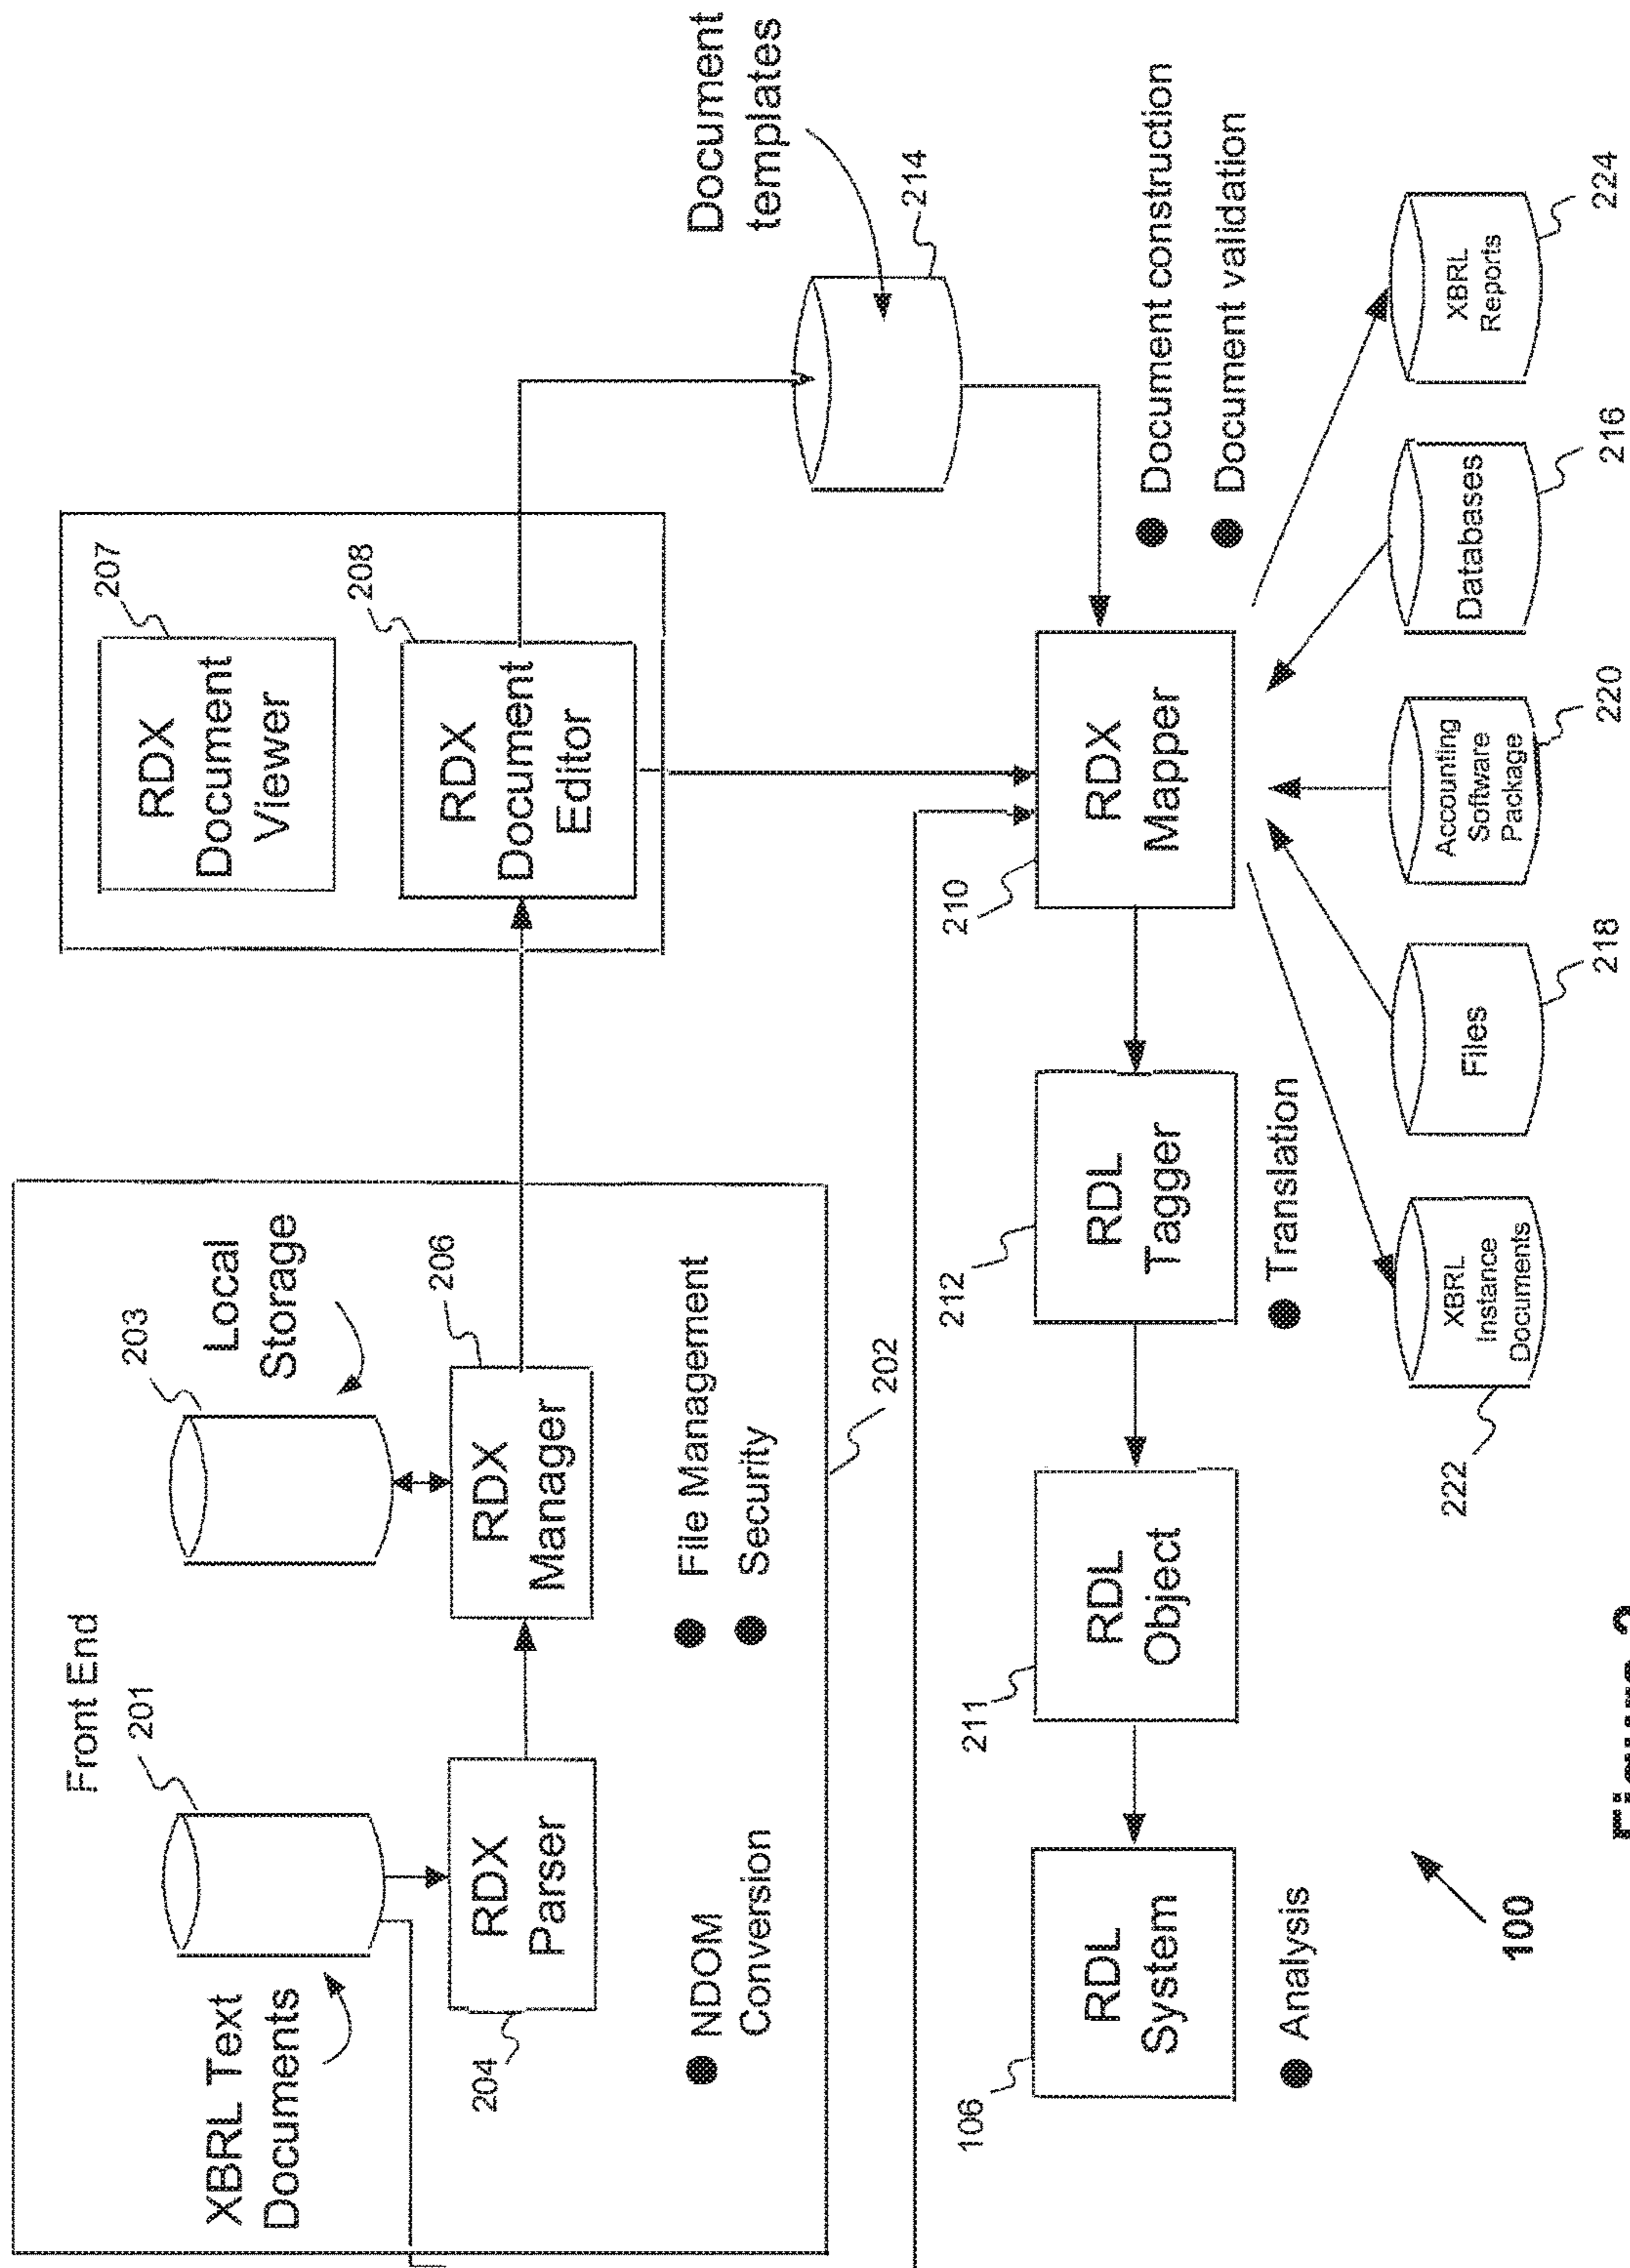 Front End
XBRL Text
Documents
201
203
Local
Storage
RDX
Parser
204
RDX
Manager
206
NDOM
Conversion
File Management
Security
202
RDX
Document
Viewer
207
RDX
Document
Editor
208
Document
templates
214
RDL
System
106
Analysis
RDL
Object
211
RDL
Tagger
212
Translation
RDX
Mapper
210
Document construction
Document validation
XBRL
Instance
Documents
222
Files
218
Accounting
Software
Package
220
Databases
216
XBRL
Reports
224
100